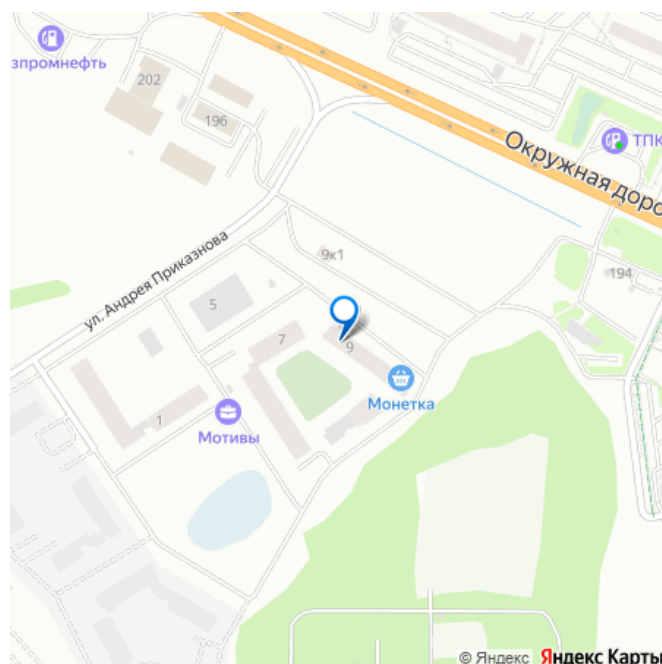 зпромнефть
202
196
Окружная доро
ТПК
ул. Андрея Приказнова
9к1
194
5
7
9
Монетка
1
Мотивы
© Яндекс Яндекс Карты